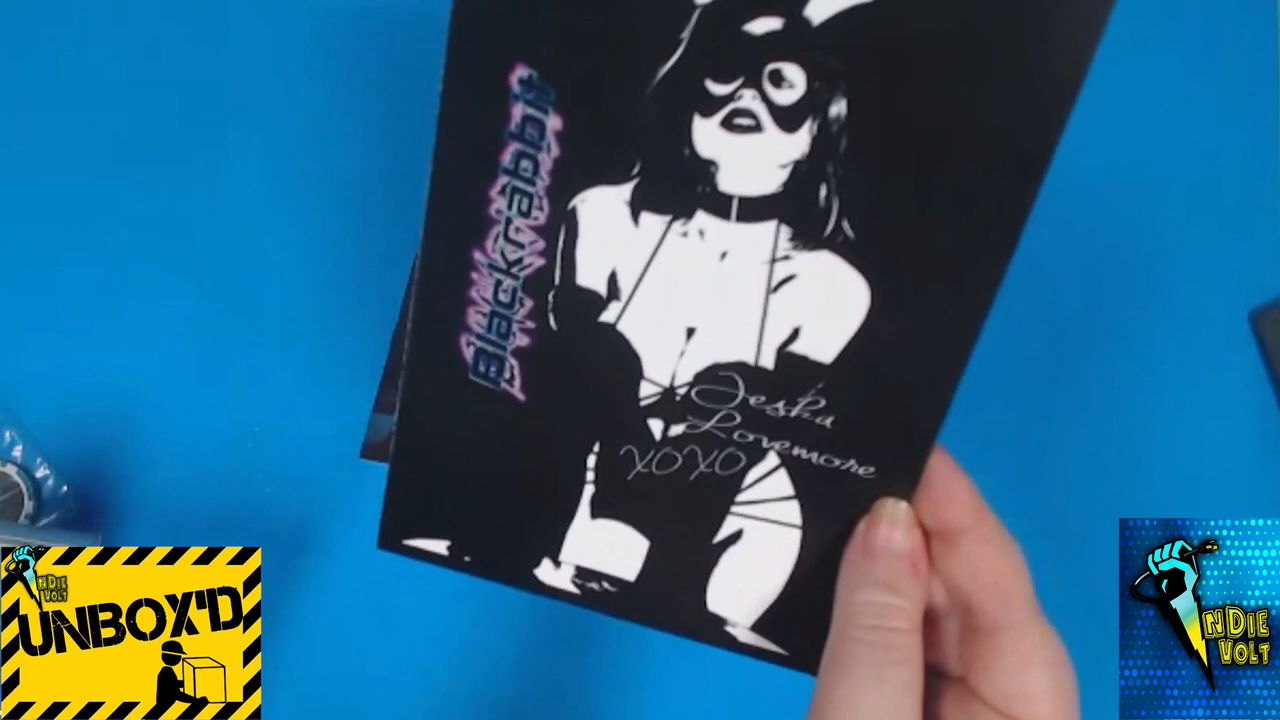 Blackrabbit
Jeska
Lovemore
XOXO
INDIE
VOLT
UNBOX'D
INDIE
VOLT